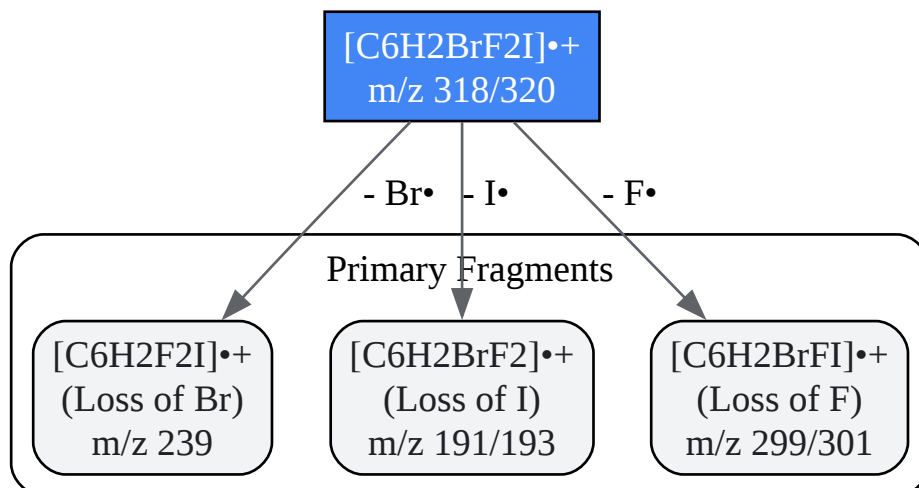 [C6H2BrF2I]•+
m/z 318/320
- Br•
- I•
- F•
Primary Fragments
[C6H2F2I]•+
(Loss of Br)
m/z 239
[C6H2BrF2]•+
(Loss of I)
m/z 191/193
[C6H2BrFI]•+
(Loss of F)
m/z 299/301